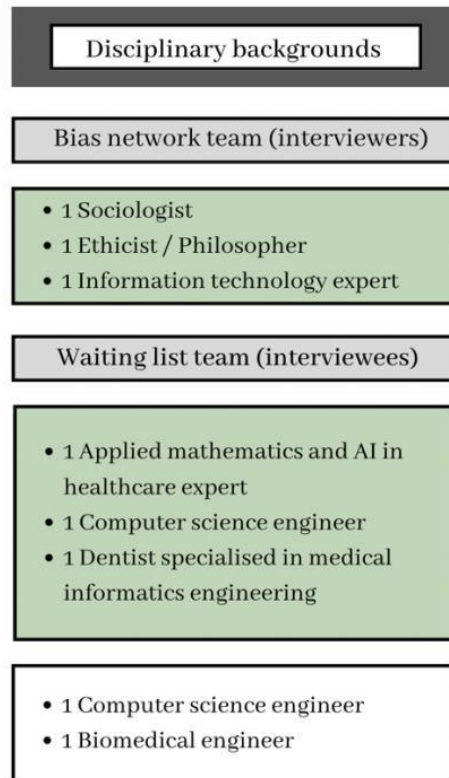 Disciplinary backgrounds
Bias network team (interviewers)
• 1 Sociologist
• 1 Ethicist / Philosopher
• 1 Information technology expert
Waiting list team (interviewees)
• 1 Applied mathematics and AI in
healthcare expert
• 1 Computer science engineer
• 1 Dentist specialised in medical
informatics engineering
• 1 Computer science engineer
• 1 Biomedical engineer